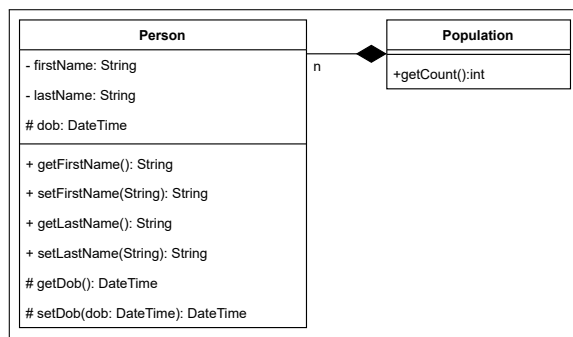 Person
- firstName: String
- lastName: String
# dob: DateTime
+ getFirstName(): String
+ setFirstName(String): String
+ getLastName(): String
+ setLastName(String): String
# getDob(): DateTime
# setDob(dob: DateTime): DateTime
n
Population
+getCount():int